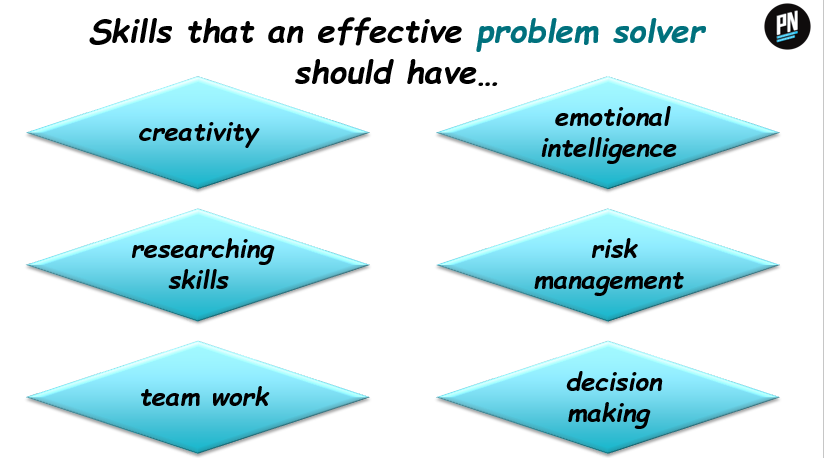 Skills that an effective problem solver
should have...
PN
creativity
emotional
intelligence
researching
skills
risk
management
team work
decision
making